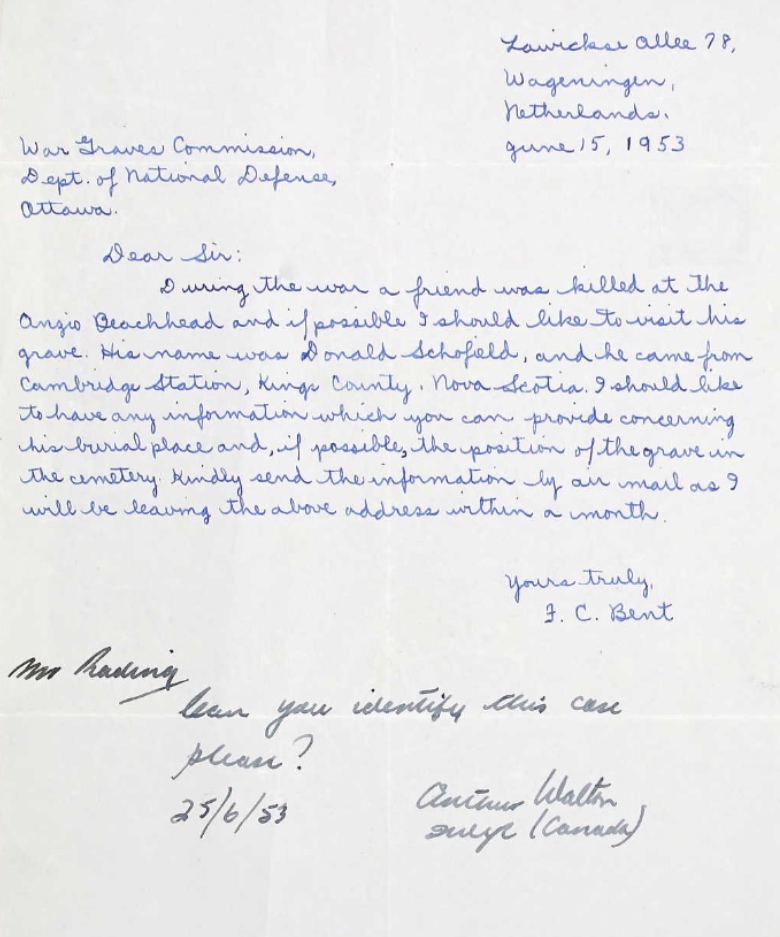 Lawickse Allee 78,
Wageningen,
Netherlands.
June 15, 1953
War Graves Commission,
Dept. of National Defense,
Ottawa.
Dear Sir:
During the war a friend was killed at the
Anzio Beachhead and if possible I should like to visit his
grave. His name was Donald Schofield, and he came from
Cambridge Station, Kings County, Nova Scotia. I should like
to have any information which you can provide concerning
his burial place and, if possible, the position of the grave in
the cemetery. Kindly send the information by air mail as I
will be leaving the above address within a month.
Yours truly,
F. C. Bent
Can you identify this case
please?
25/6/53
Arthur Walton
(Canada)